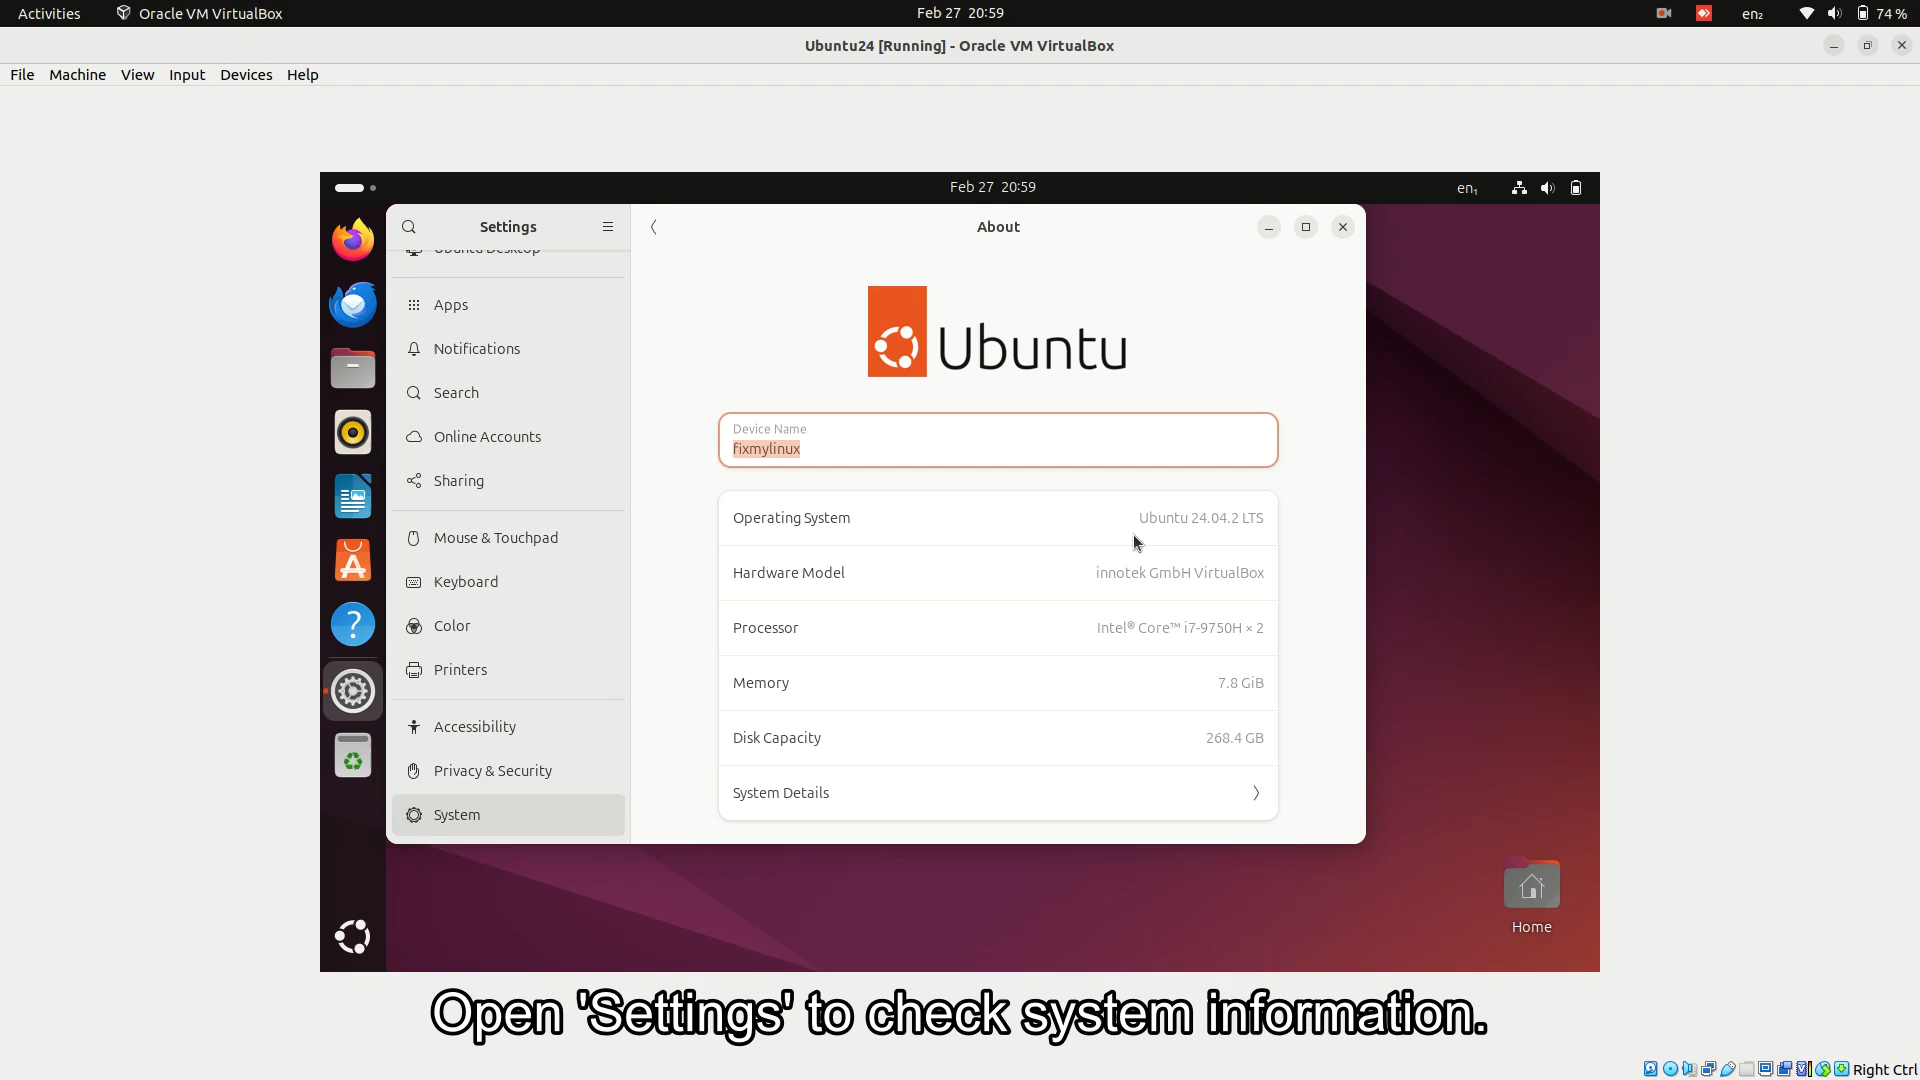 Activities
Oracle VM VirtualBox
Feb 27 20:59
en₂
74 %
Ubuntu24 [Running] - Oracle VM VirtualBox
File Machine View Input Devices Help
Feb 27 20:59
en₁
Settings
About
Ubuntu Desktop
Apps
Notifications
Search
Online Accounts
Sharing
Mouse & Touchpad
Keyboard
Color
Printers
Accessibility
Privacy & Security
System
Ubuntu
Device Name
fixmylinux
Operating System Ubuntu 24.04.2 LTS
Hardware Model innotek GmbH VirtualBox
Processor Intel® Core™ i7-9750H × 2
Memory 7.8 GiB
Disk Capacity 268.4 GB
System Details
Home
Open 'Settings' to check system information.
Right Ctrl